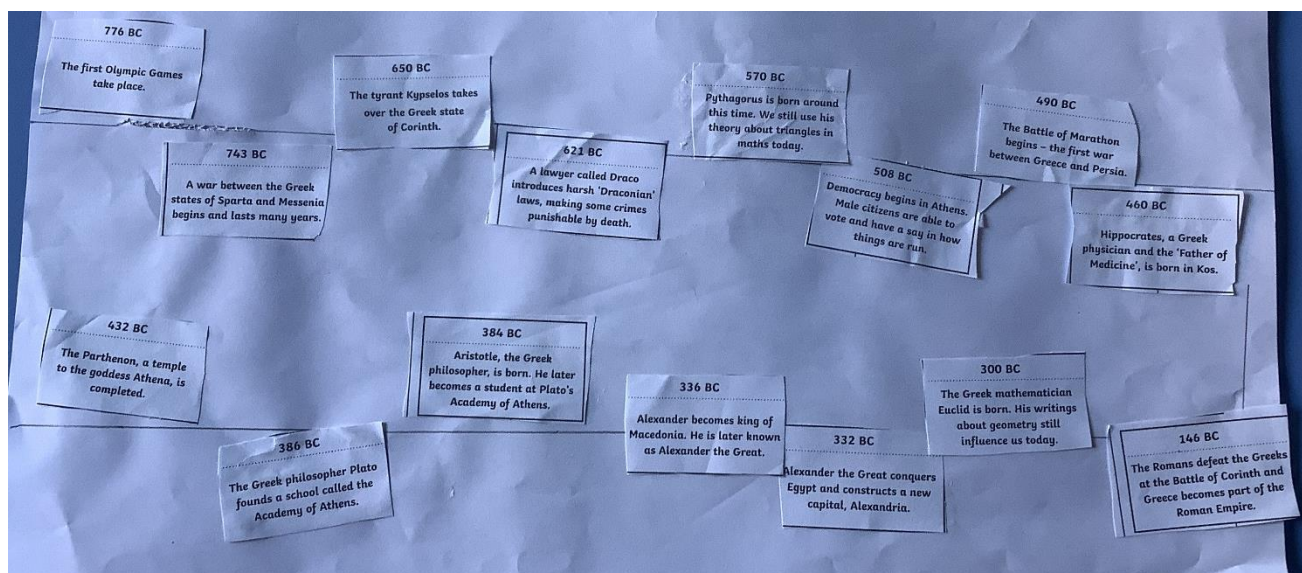 776 BC
The first Olympic Games
take place.
743 BC
A war between the Greek
states of Sparta and Messenia
begins and lasts many years.
650 BC
The tyrant Kypselos takes
over the Greek state
of Corinth.
621 BC
A lawyer called Draco
introduces harsh 'Draconian'
laws, making some crimes
punishable by death.
570 BC
Pythagorus is born around
this time. We still use his
theory about triangles in
maths today.
508 BC
Democracy begins in Athens.
Male citizens are able to
vote and have a say in how
things are run.
490 BC
The Battle of Marathon
begins – the first war
between Greece and Persia.
460 BC
Hippocrates, a Greek
physician and the 'Father of
Medicine', is born in Kos.
432 BC
The Parthenon, a temple
to the goddess Athena, is
completed.
386 BC
The Greek philosopher Plato
founds a school called the
Academy of Athens.
384 BC
Aristotle, the Greek
philosopher, is born. He later
becomes a student at Plato's
Academy of Athens.
336 BC
Alexander becomes king of
Macedonia. He is later known
as Alexander the Great.
332 BC
Alexander the Great conquers
Egypt and constructs a new
capital, Alexandria.
300 BC
The Greek mathematician
Euclid is born. His writings
about geometry still
influence us today.
146 BC
The Romans defeat the Greeks
at the Battle of Corinth and
Greece becomes part of the
Roman Empire.